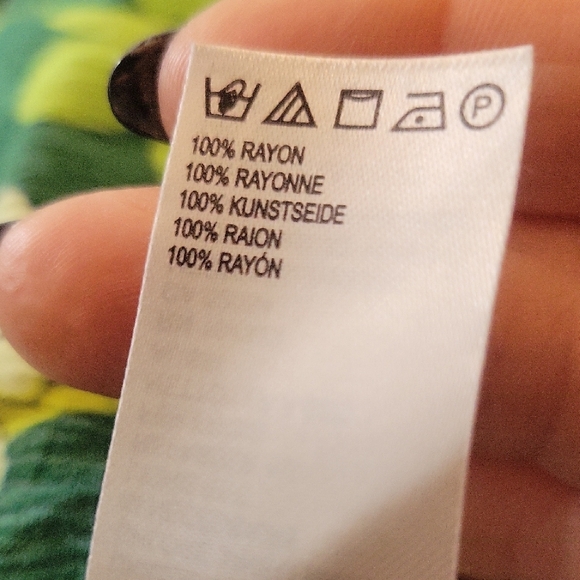 P
100% RAYON
100% RAYONNE
100% KUNSTSEIDE
100% RAION
100% RAYÓN